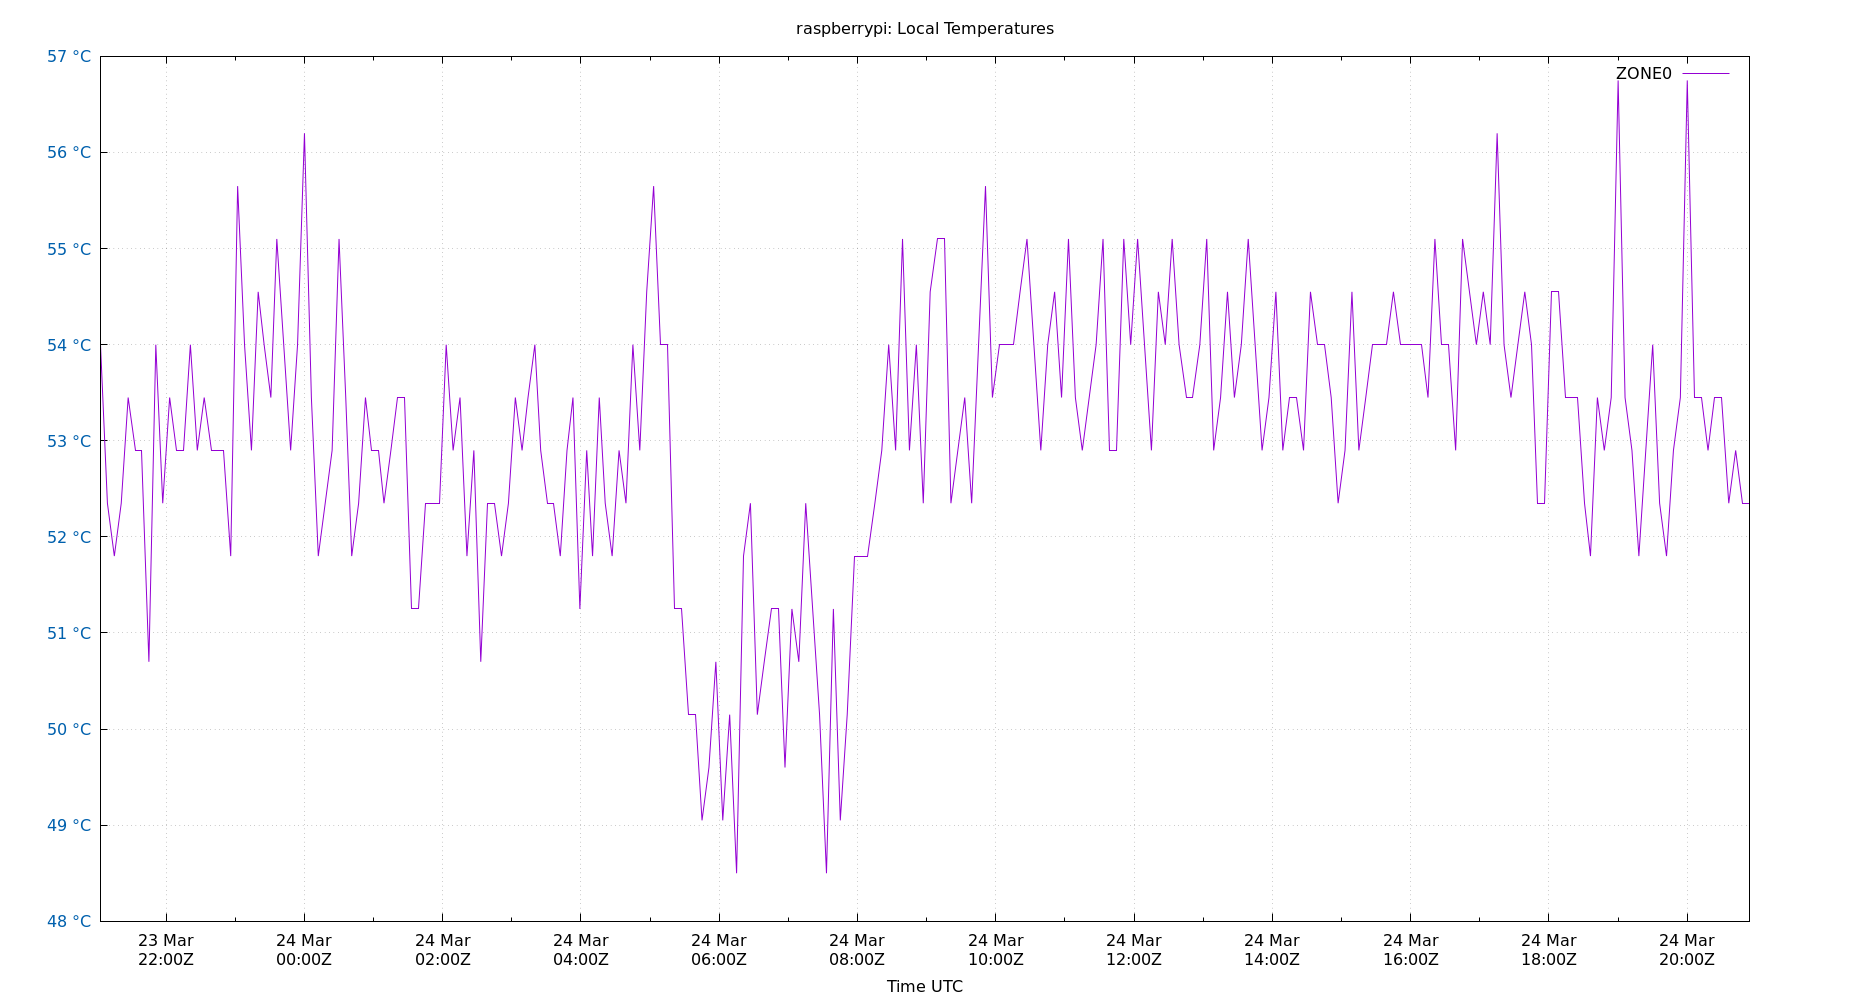 raspberrypi: Local Temperatures
57 °C
ZONE0
56 °C
55 °C
54 °C
53 °C
52 °C
51 °C
50 °C
49 °C
48 °C
23 Mar 24 Mar 24 Mar 24 Mar 24 Mar 24 Mar 24 Mar 24 Mar 24 Mar 24 Mar 24 Mar 24 Mar
22:00Z 00:00Z 02:00Z 04:00Z 06:00Z 08:00Z 10:00Z 12:00Z 14:00Z 16:00Z 18:00Z 20:00Z
Time UTC